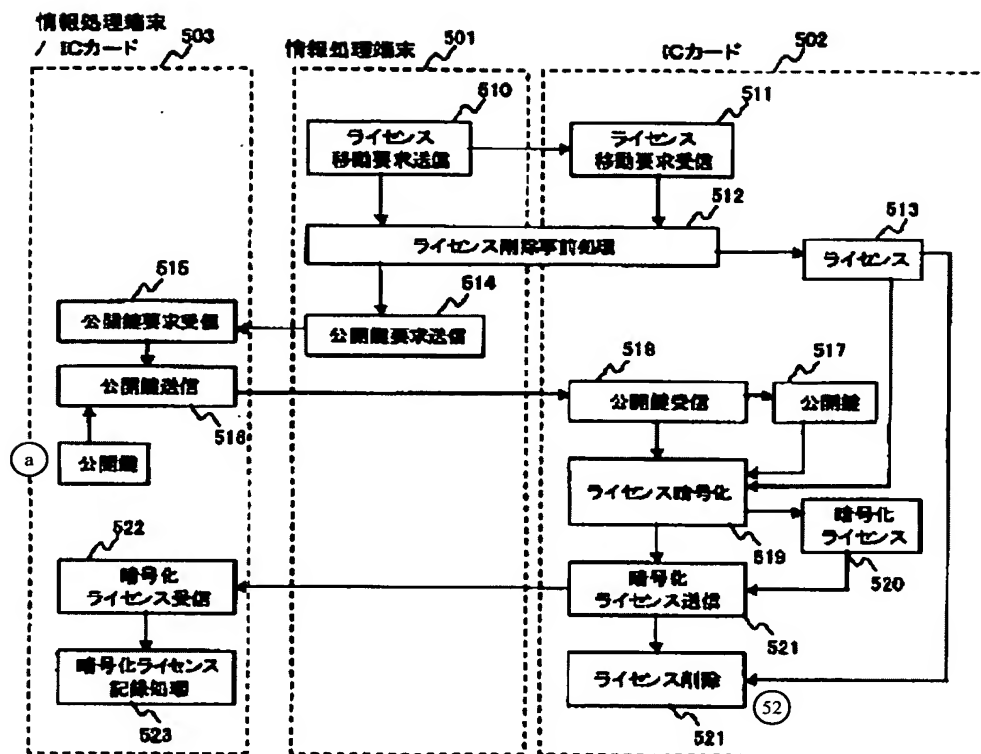 情報処理端末
/ ICカード
503
情報処理端末
501
ICカード
502
510
ライセンス
移動要求送信
511
ライセンス
移動要求受信
512
ライセンス削除事前処理
513
ライセンス
515
公開鍵要求受信
514
公開鍵要求送信
公開鍵送信
516
518
公開鍵受信
517
公開鍵
a
公開鍵
ライセンス暗号化
519
暗号化
ライセンス
520
522
暗号化
ライセンス受信
暗号化
ライセンス送信
521
暗号化ライセンス
記録処理
523
ライセンス削除
52
521